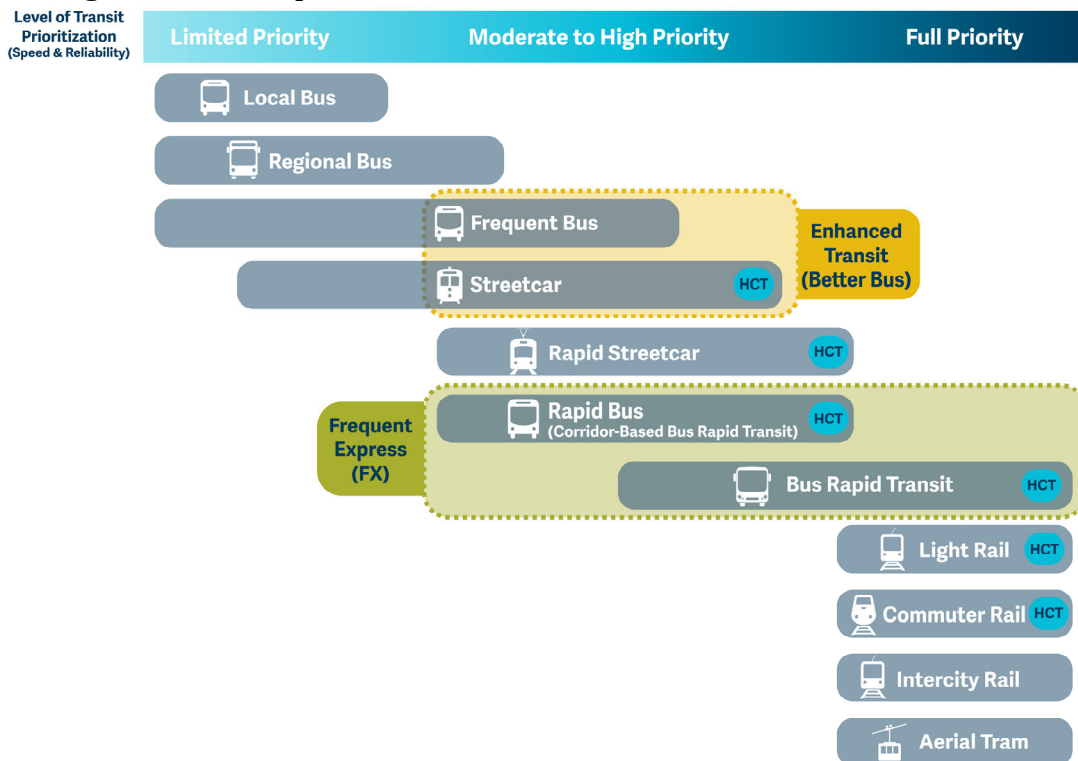 Level of Transit
Prioritization
(Speed & Reliability)
Limited Priority
Moderate to High Priority
Full Priority
Local Bus
Regional Bus
Frequent Bus
Streetcar
HCT
Enhanced
Transit
(Better Bus)
Rapid Streetcar
HCT
Frequent
Express
(FX)
Rapid Bus
(Corridor-Based Bus Rapid Transit)
HCT
Bus Rapid Transit
HCT
Light Rail
HCT
Commuter Rail
HCT
Intercity Rail
Aerial Tram